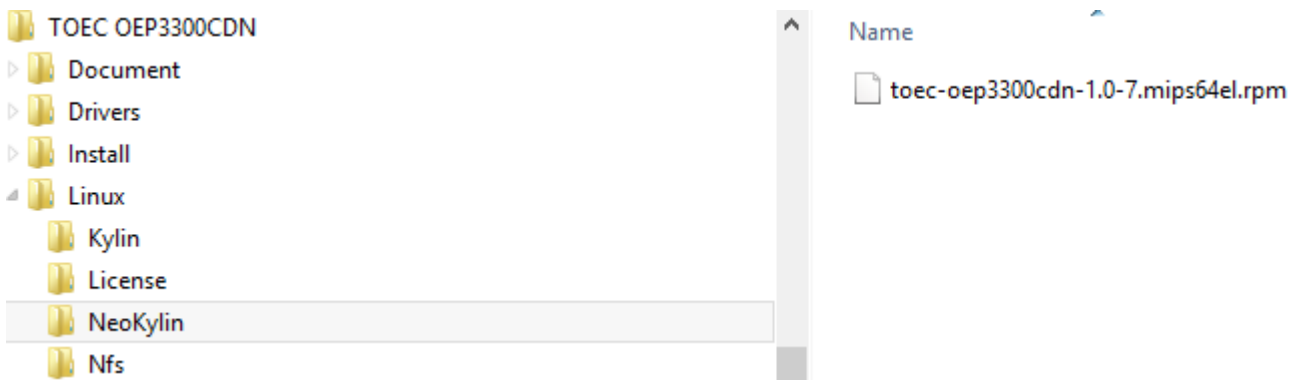 TOEC OEP3300CDN
Document
Drivers
Install
Linux
Kylin
License
NeoKylin
Nfs
Name
toec-oep3300cdn-1.0-7.mips64el.rpm